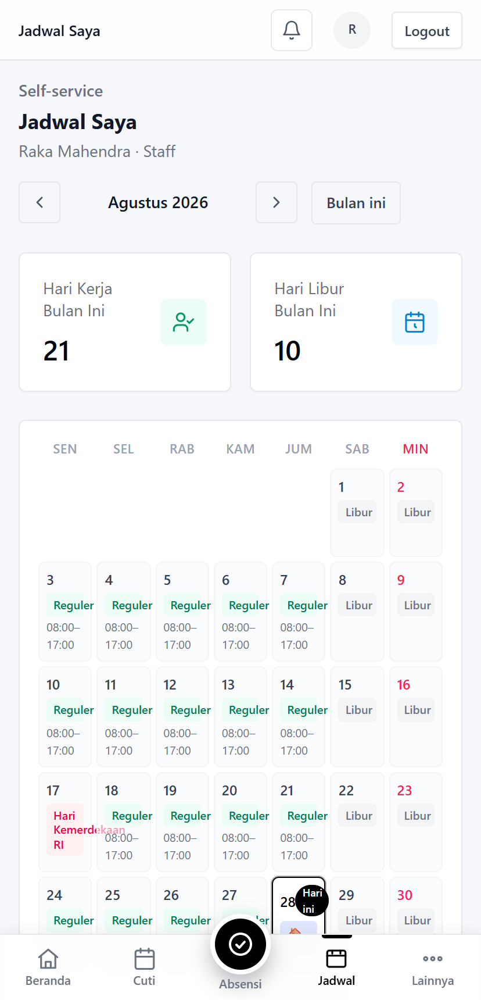 Jadwal Saya
R
Logout
Self-service
Jadwal Saya
Raka Mahendra · Staff
Agustus 2026
Bulan ini
Hari Kerja
Bulan Ini
21
Hari Libur
Bulan Ini
10
SEN SEL RAB KAM JUM SAB MIN
1 2
Libur Libur
3 4 5 6 7 8 9
Reguler Reguler Reguler Reguler Reguler Libur Libur
08:00– 08:00– 08:00– 08:00– 08:00–
17:00 17:00 17:00 17:00 17:00
10 11 12 13 14 15 16
Reguler Reguler Reguler Reguler Reguler Libur Libur
08:00– 08:00– 08:00– 08:00– 08:00–
17:00 17:00 17:00 17:00 17:00
17 18 19 20 21 22 23
Hari Reguler Reguler Reguler Reguler Libur Libur
Kemerdekaan 08:00– 08:00– 08:00– 08:00–
RI 17:00 17:00 17:00 17:00
24 25 26 27 28 Hari ini 29 30
Reguler Reguler Reguler er Libur Libur
Beranda Cuti Absensi Jadwal Lainnya